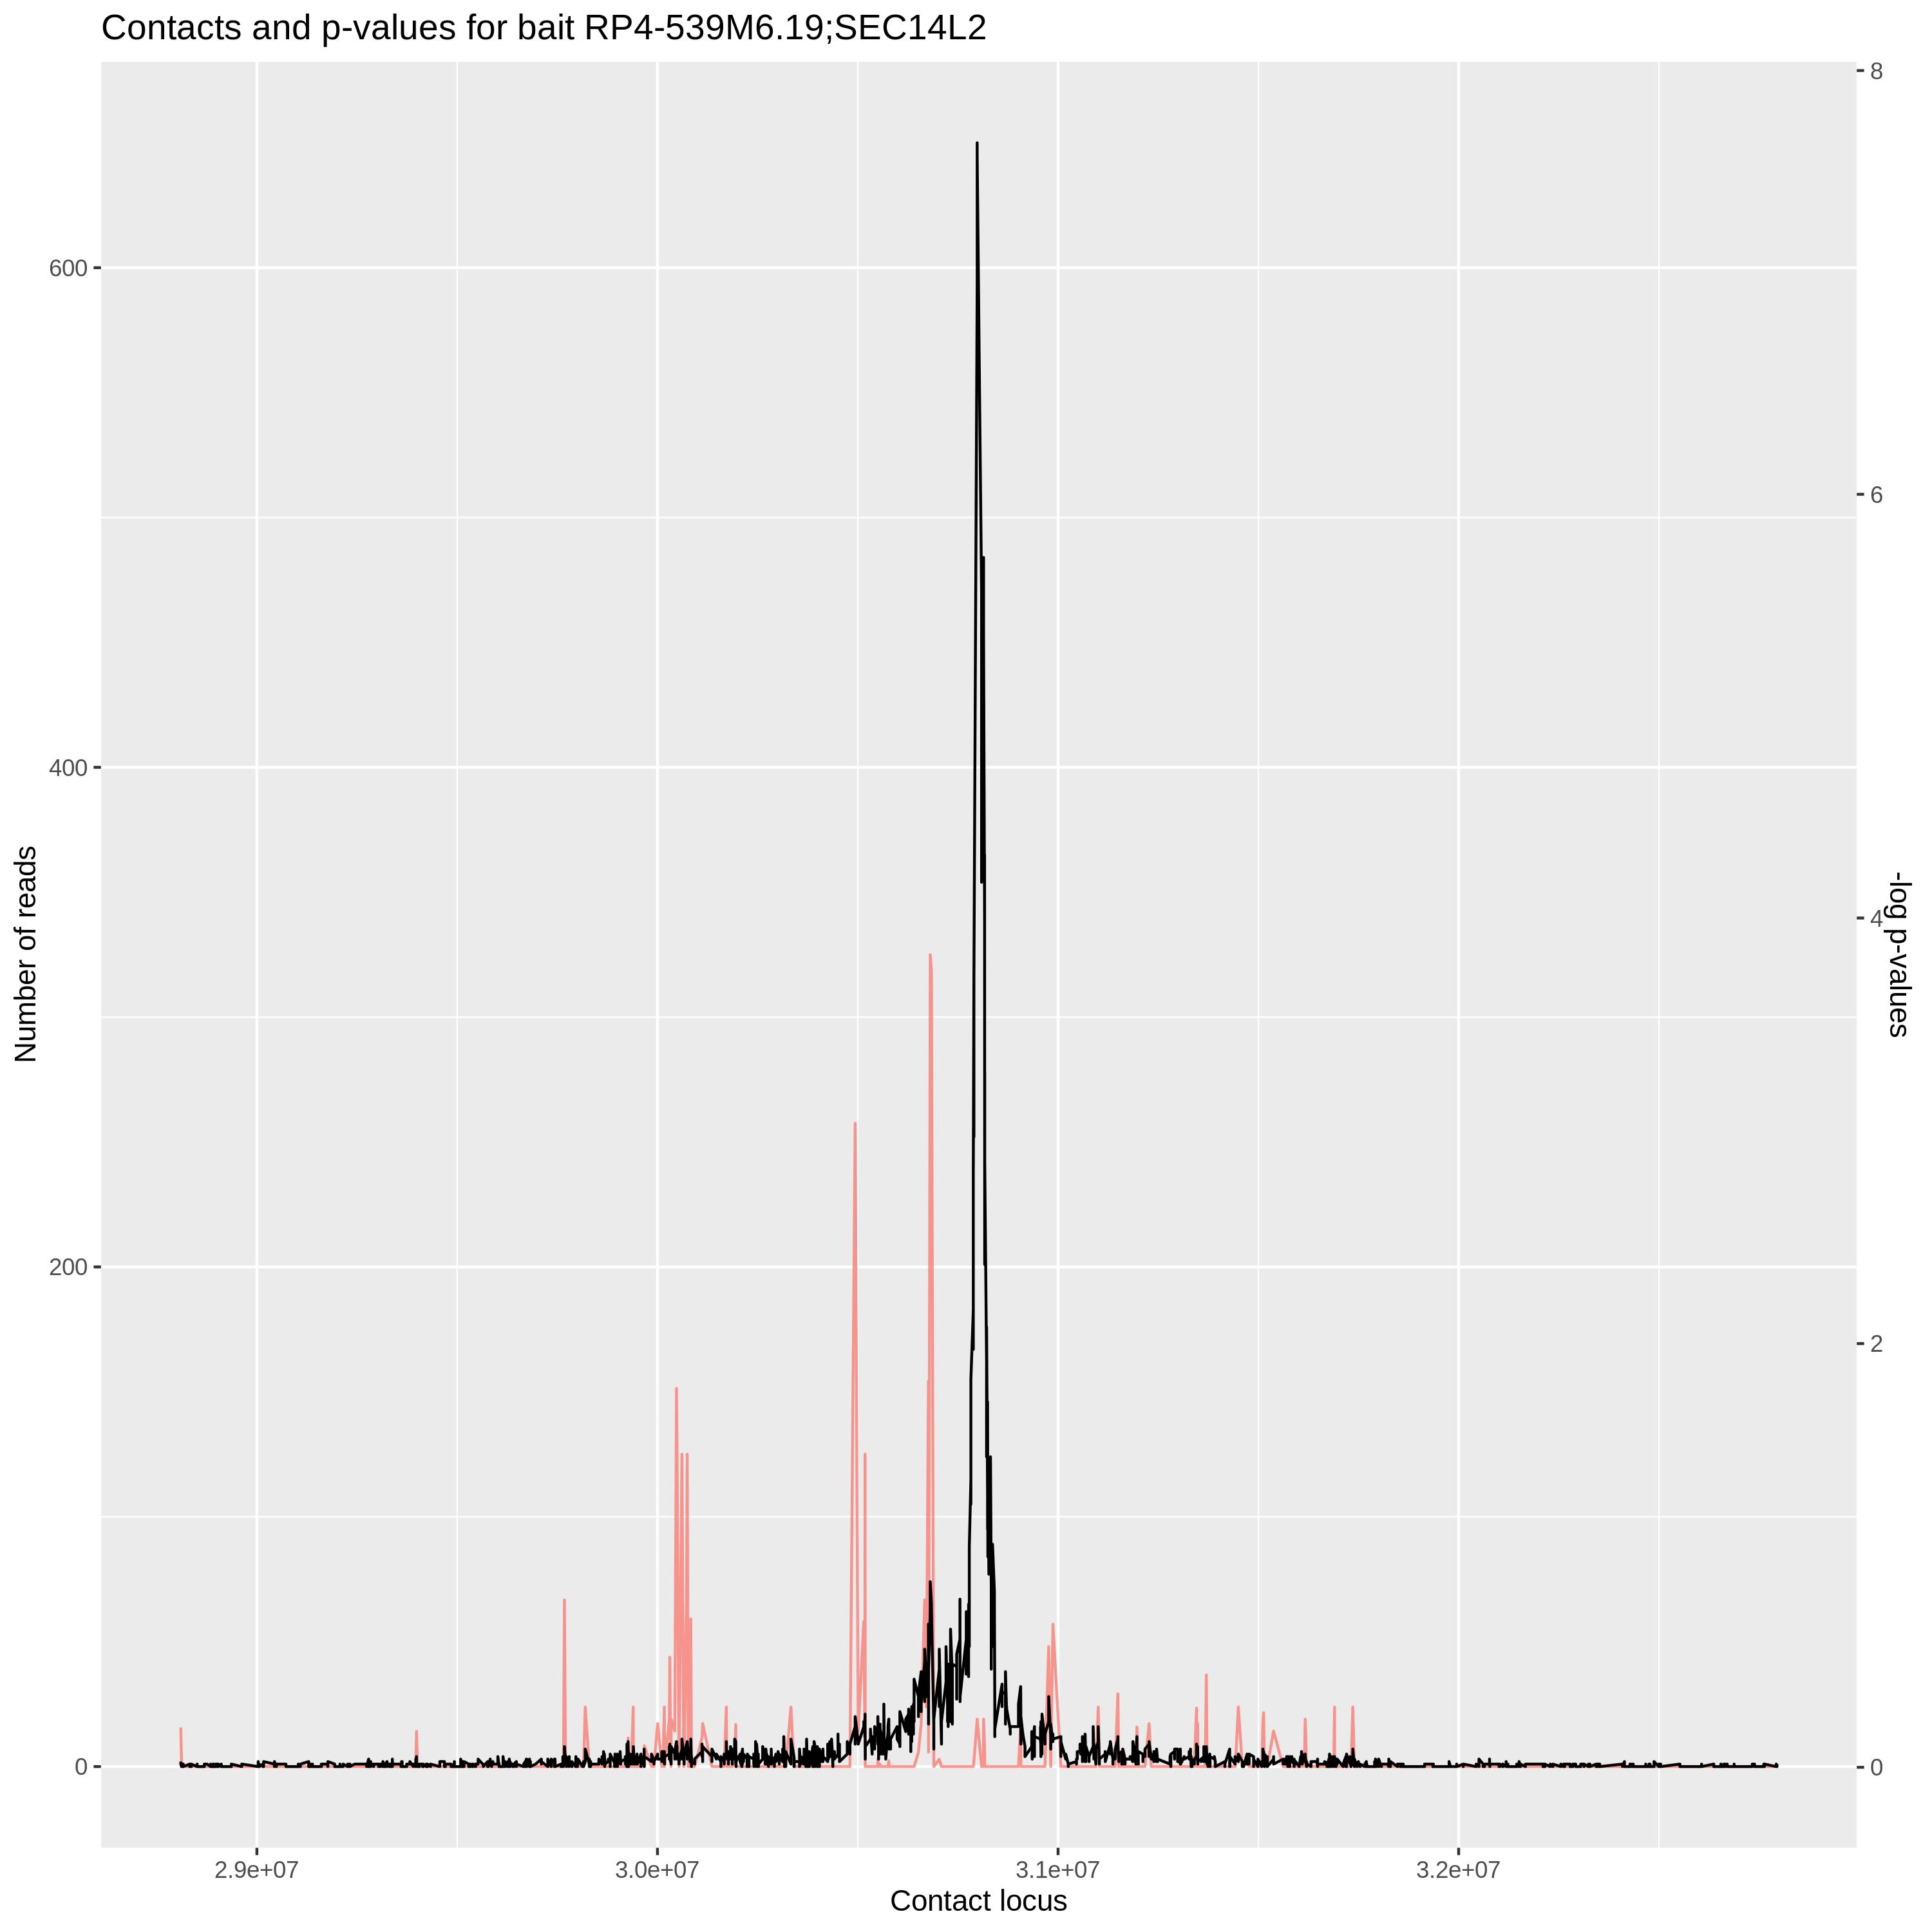 Contacts and p-values for bait RP4-539M6.19;SEC14L2
Number of reads
600
400
200
0
8
6
4
2
0
-log p-values
2.9e+07
3.0e+07
3.1e+07
3.2e+07
Contact locus